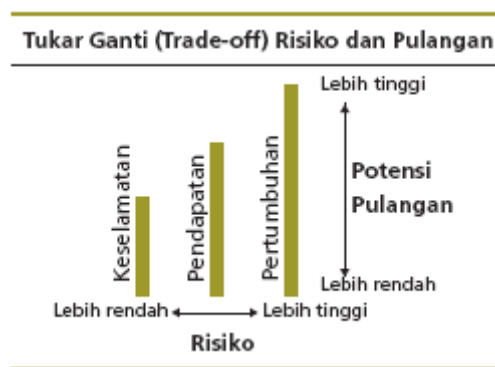 Tukar Ganti (Trade-off) Risiko dan Pulangan
Lebih tinggi
Keselamatan
Pendapatan
Pertumbuhan
Potensi
Pulangan
Lebih rendah
Lebih rendah
Lebih tinggi
Risiko